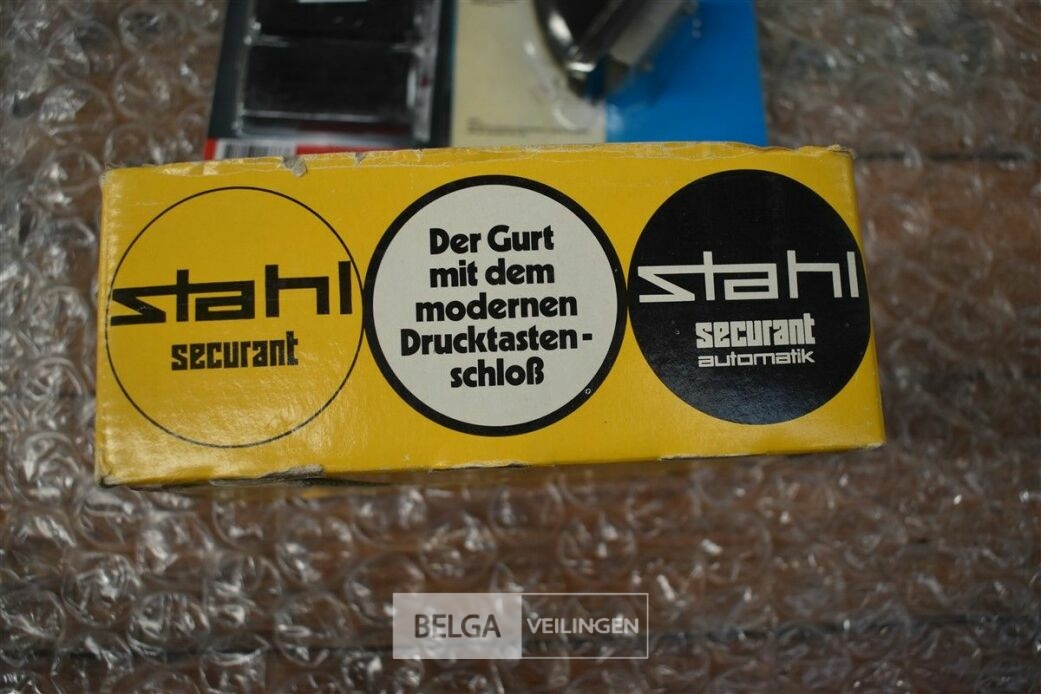 stahl
securant
Der Gurt
mit dem
modernen
Drucktasten-
schloß
stahl
securant
automatik
BELGA VEILINGEN